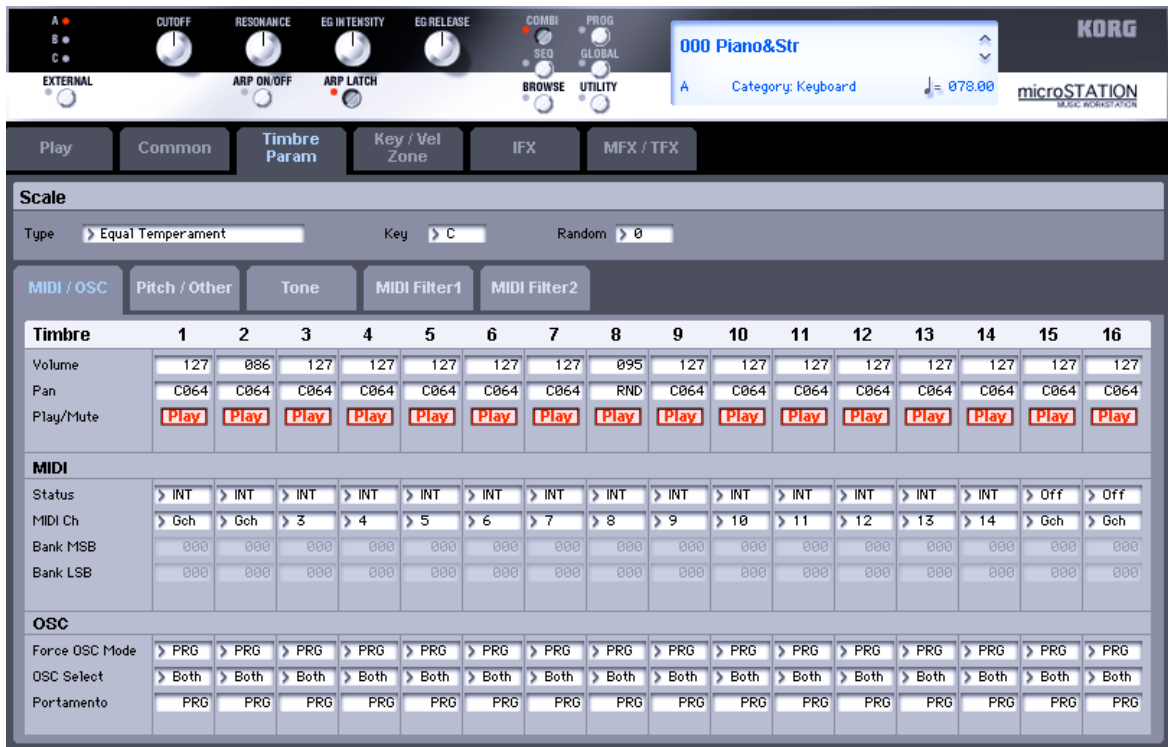 A CUTOFF RESONANCE EG INTENSITY EG RELEASE COMBI PROG
B SEQ GLOBAL
C
EXTERNAL ARP ON/OFF ARP LATCH BROWSE UTILITY
000 Piano&Str
A Category: Keyboard ♩= 078.00
KORG
microSTATION
MUSIC WORKSTATION
Play Common Timbre Param Key / Vel Zone IFX MFX / TFX
Scale
Type > Equal Temperament Key > C Random > 0
MIDI / OSC Pitch / Other Tone MIDI Filter1 MIDI Filter2
Timbre 1 2 3 4 5 6 7 8 9 10 11 12 13 14 15 16
Volume 127 086 127 127 127 127 127 095 127 127 127 127 127 127 127 127
Pan C064 C064 C064 C064 C064 C064 C064 RND C064 C064 C064 C064 C064 C064 C064 C064
Play/Mute Play Play Play Play Play Play Play Play Play Play Play Play Play Play Play Play
MIDI
Status > INT > INT > INT > INT > INT > INT > INT > INT > INT > INT > INT > INT > INT > INT > Off > Off
MIDI Ch > Gch > Gch > 3 > 4 > 5 > 6 > 7 > 8 > 9 > 10 > 11 > 12 > 13 > 14 > Gch > Gch
Bank MSB 000 000 000 000 000 000 000 000 000 000 000 000 000 000 000 000
Bank LSB 000 000 000 000 000 000 000 000 000 000 000 000 000 000 000 000
OSC
Force OSC Mode > PRG > PRG > PRG > PRG > PRG > PRG > PRG > PRG > PRG > PRG > PRG > PRG > PRG > PRG > PRG > PRG
OSC Select > Both > Both > Both > Both > Both > Both > Both > Both > Both > Both > Both > Both > Both > Both > Both > Both
Portamento PRG PRG PRG PRG PRG PRG PRG PRG PRG PRG PRG PRG PRG PRG PRG PRG